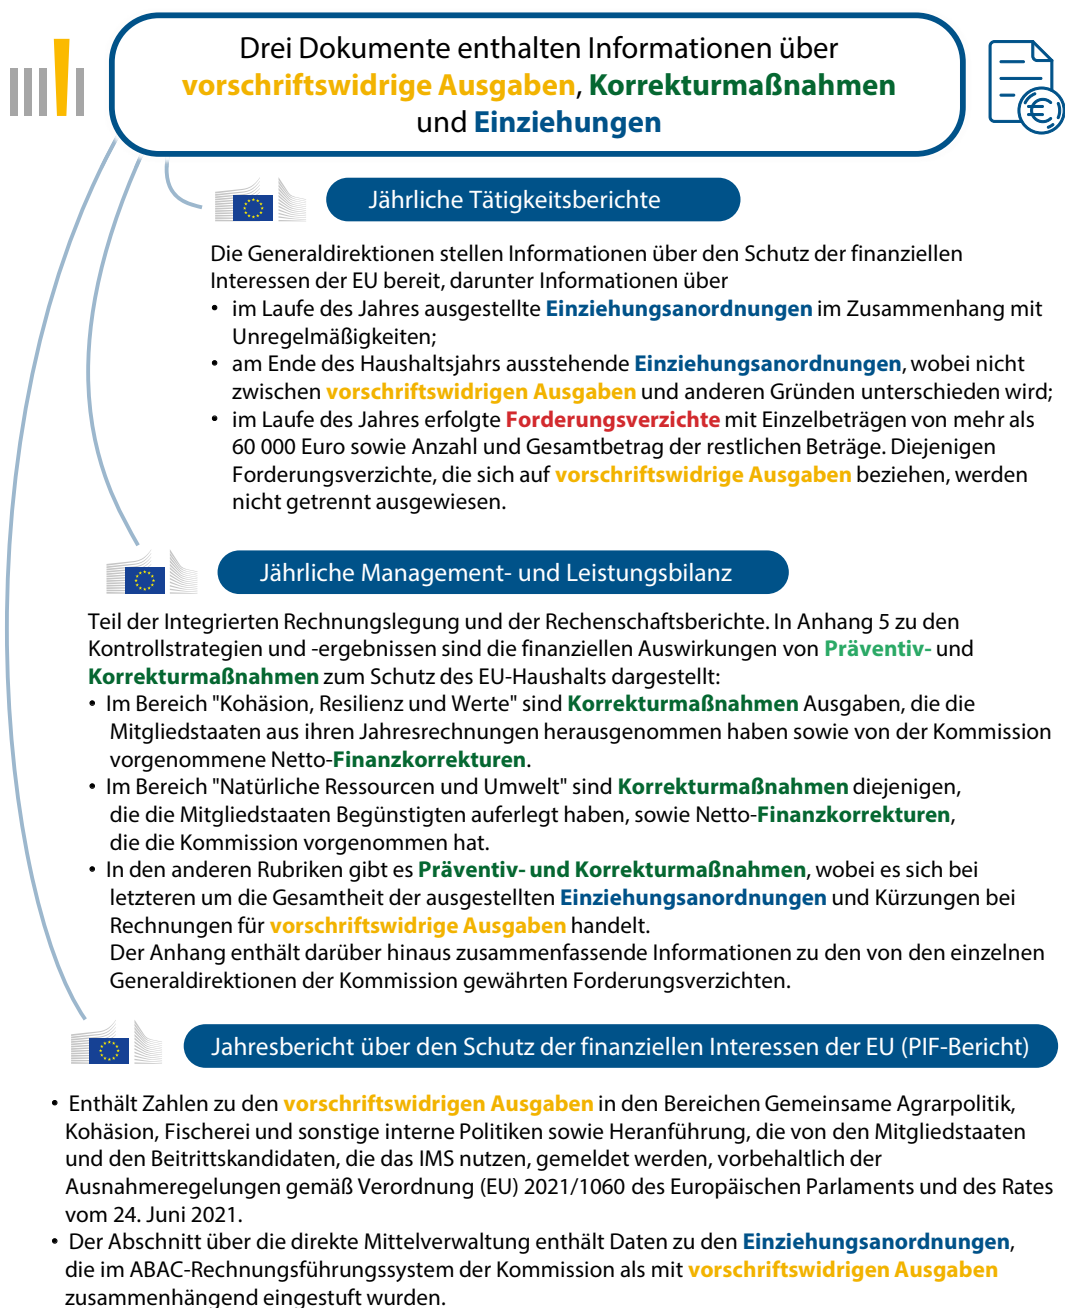 Drei Dokumente enthalten Informationen über
vorschriftswidrige Ausgaben, Korrekturmaßnahmen
und Einziehungen
Jährliche Tätigkeitsberichte
Die Generaldirektionen stellen Informationen über den Schutz der finanziellen
Interessen der EU bereit, darunter Informationen über
• im Laufe des Jahres ausgestellte Einziehungsanordnungen im Zusammenhang mit
Unregelmäßigkeiten;
• am Ende des Haushaltsjahrs ausstehende Einziehungsanordnungen, wobei nicht
zwischen vorschriftswidrigen Ausgaben und anderen Gründen unterschieden wird;
• im Laufe des Jahres erfolgte Forderungsverzichte mit Einzelbeträgen von mehr als
60 000 Euro sowie Anzahl und Gesamtbetrag der restlichen Beträge. Diejenigen
Forderungsverzichte, die sich auf vorschriftswidrige Ausgaben beziehen, werden
nicht getrennt ausgewiesen.
Jährliche Management- und Leistungsbilanz
Teil der Integrierten Rechnungslegung und der Rechenschaftsberichte. In Anhang 5 zu den
Kontrollstrategien und -ergebnissen sind die finanziellen Auswirkungen von Präventiv- und
Korrekturmaßnahmen zum Schutz des EU-Haushalts dargestellt:
• Im Bereich "Kohäsion, Resilienz und Werte" sind Korrekturmaßnahmen Ausgaben, die die
Mitgliedstaaten aus ihren Jahresrechnungen herausgenommen haben sowie von der Kommission
vorgenommene Netto-Finanzkorrekturen.
• Im Bereich "Natürliche Ressourcen und Umwelt" sind Korrekturmaßnahmen diejenigen,
die die Mitgliedstaaten Begünstigten auferlegt haben, sowie Netto-Finanzkorrekturen,
die die Kommission vorgenommen hat.
• In den anderen Rubriken gibt es Präventiv- und Korrekturmaßnahmen, wobei es sich bei
letzteren um die Gesamtheit der ausgestellten Einziehungsanordnungen und Kürzungen bei
Rechnungen für vorschriftswidrige Ausgaben handelt.
Der Anhang enthält darüber hinaus zusammenfassende Informationen zu den von den einzelnen
Generaldirektionen der Kommission gewährten Forderungsverzichten.
Jahresbericht über den Schutz der finanziellen Interessen der EU (PIF-Bericht)
• Enthält Zahlen zu den vorschriftswidrigen Ausgaben in den Bereichen Gemeinsame Agrarpolitik,
Kohäsion, Fischerei und sonstige interne Politiken sowie Heranführung, die von den Mitgliedstaaten
und den Beitrittskandidaten, die das IMS nutzen, gemeldet werden, vorbehaltlich der
Ausnahmeregelungen gemäß Verordnung (EU) 2021/1060 des Europäischen Parlaments und des Rates
vom 24. Juni 2021.
• Der Abschnitt über die direkte Mittelverwaltung enthält Daten zu den Einziehungsanordnungen,
die im ABAC-Rechnungsführungssystem der Kommission als mit vorschriftswidrigen Ausgaben
zusammenhängend eingestuft wurden.